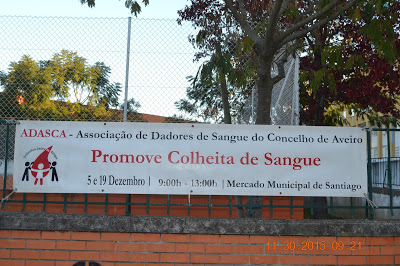 ADASCA - Associação de Dadores de Sangue do Concelho de Aveiro
Promove Colheita de Sangue
5 e 19 Dezembro | 9:00h - 13:00h | Mercado Municipal de Santiago
11-30-2015 09:21